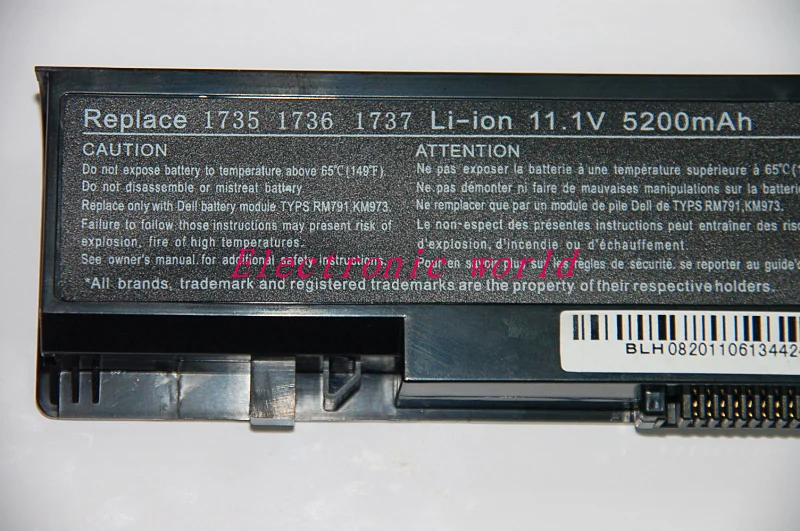 Replace 1735 1736 1737 Li-ion 11.1V 5200mAh
CAUTION
Do not expose battery to temperature above 65℃(149℉).
Do not disassemble or mistreat battery.
Replace only with Dell battery module TYPS RM791,KM973.
Failure to follow those instructions may present risk of
explosion, fire of high temperatures.
See owner's manual for additional safety instructions.
ATTENTION
Ne pas exposer la batterie à une température supérieure à 65℃(1
Ne pas démonter ni faire de mauvaises manipulations sur la batterie
Ne remplacer que par un module de pile Dell de TYPS RM791,KM973.
Le non-espect des présentes instructions peut entraîner des
d'explosion, d'incendie ou d'échauffement.
Pour en savoir plus sur les règles de sécurité. se reporter au guide
*All brands, trademark and registered trademarks are the property of their respective holders.
Electronic world
BLH082011061344